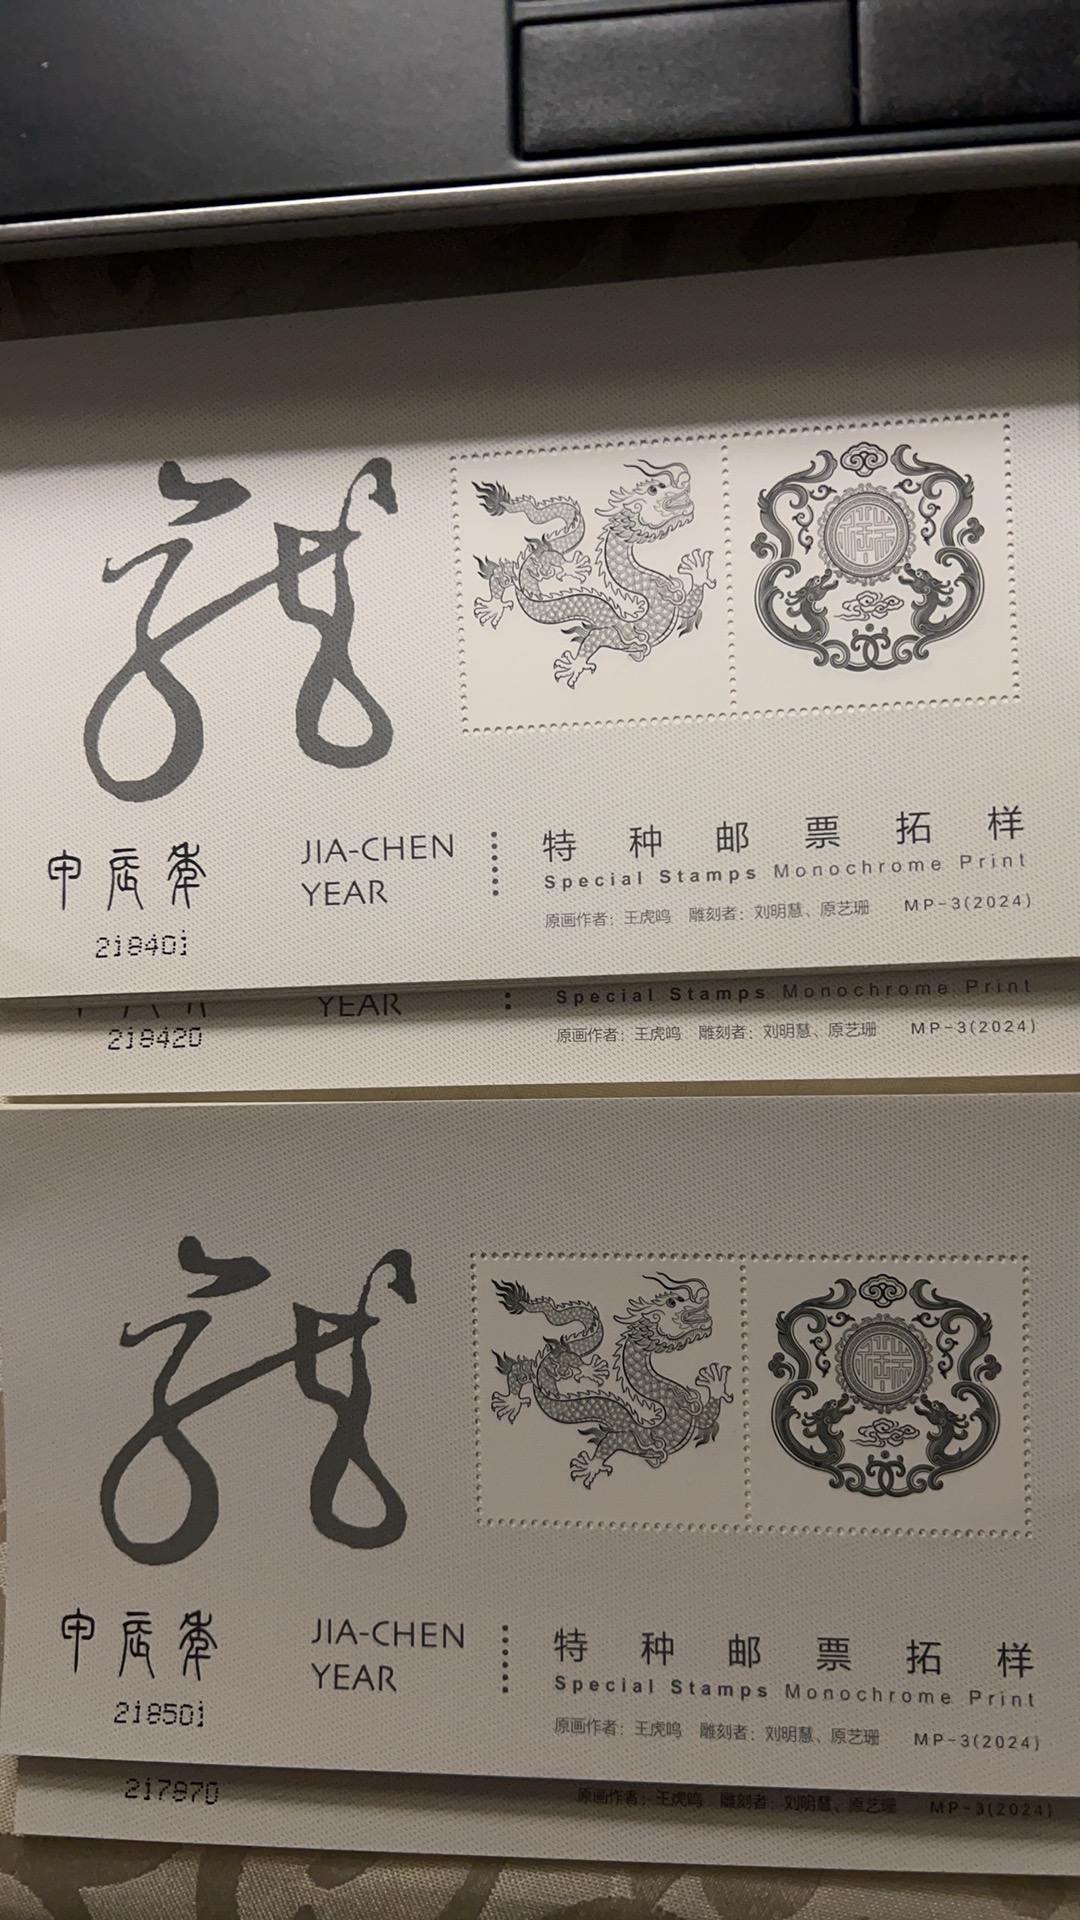 龙
甲辰年
218401
JIA-CHEN
YEAR
特种邮票拓样
Special Stamps Monochrome Print
原画作者：王虎鸣 雕刻者：刘明慧、原艺珊 MP-3(2024)
YEAR
Special Stamps Monochrome Print
218420
原画作者：王虎鸣 雕刻者：刘明慧、原艺珊 MP-3(2024)
龙
甲辰年
218501
JIA-CHEN
YEAR
特种邮票拓样
Special Stamps Monochrome Print
原画作者：王虎鸣 雕刻者：刘明慧、原艺珊 MP-3(2024)
217870
原画作者：王虎鸣 雕刻者：刘明慧、原艺珊 MP-3(2024)